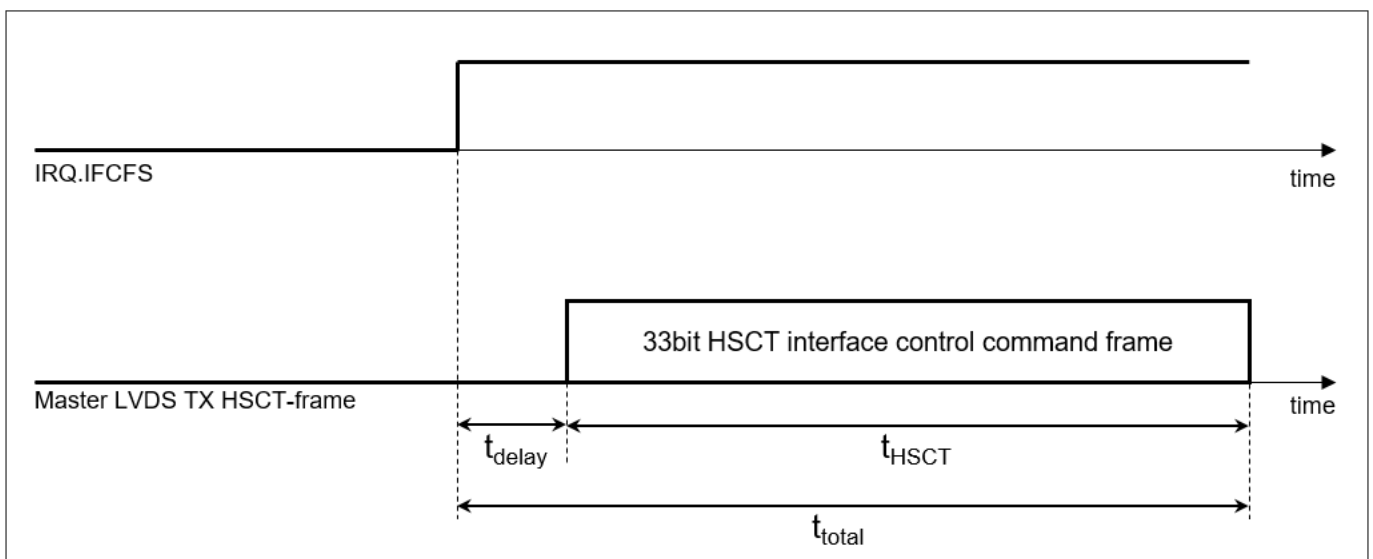 IRQ.IFCFS
time
33bit HSCT interface control command frame
Master LVDS TX HSCT-frame
time
tdelay
tHSCT
ttotal